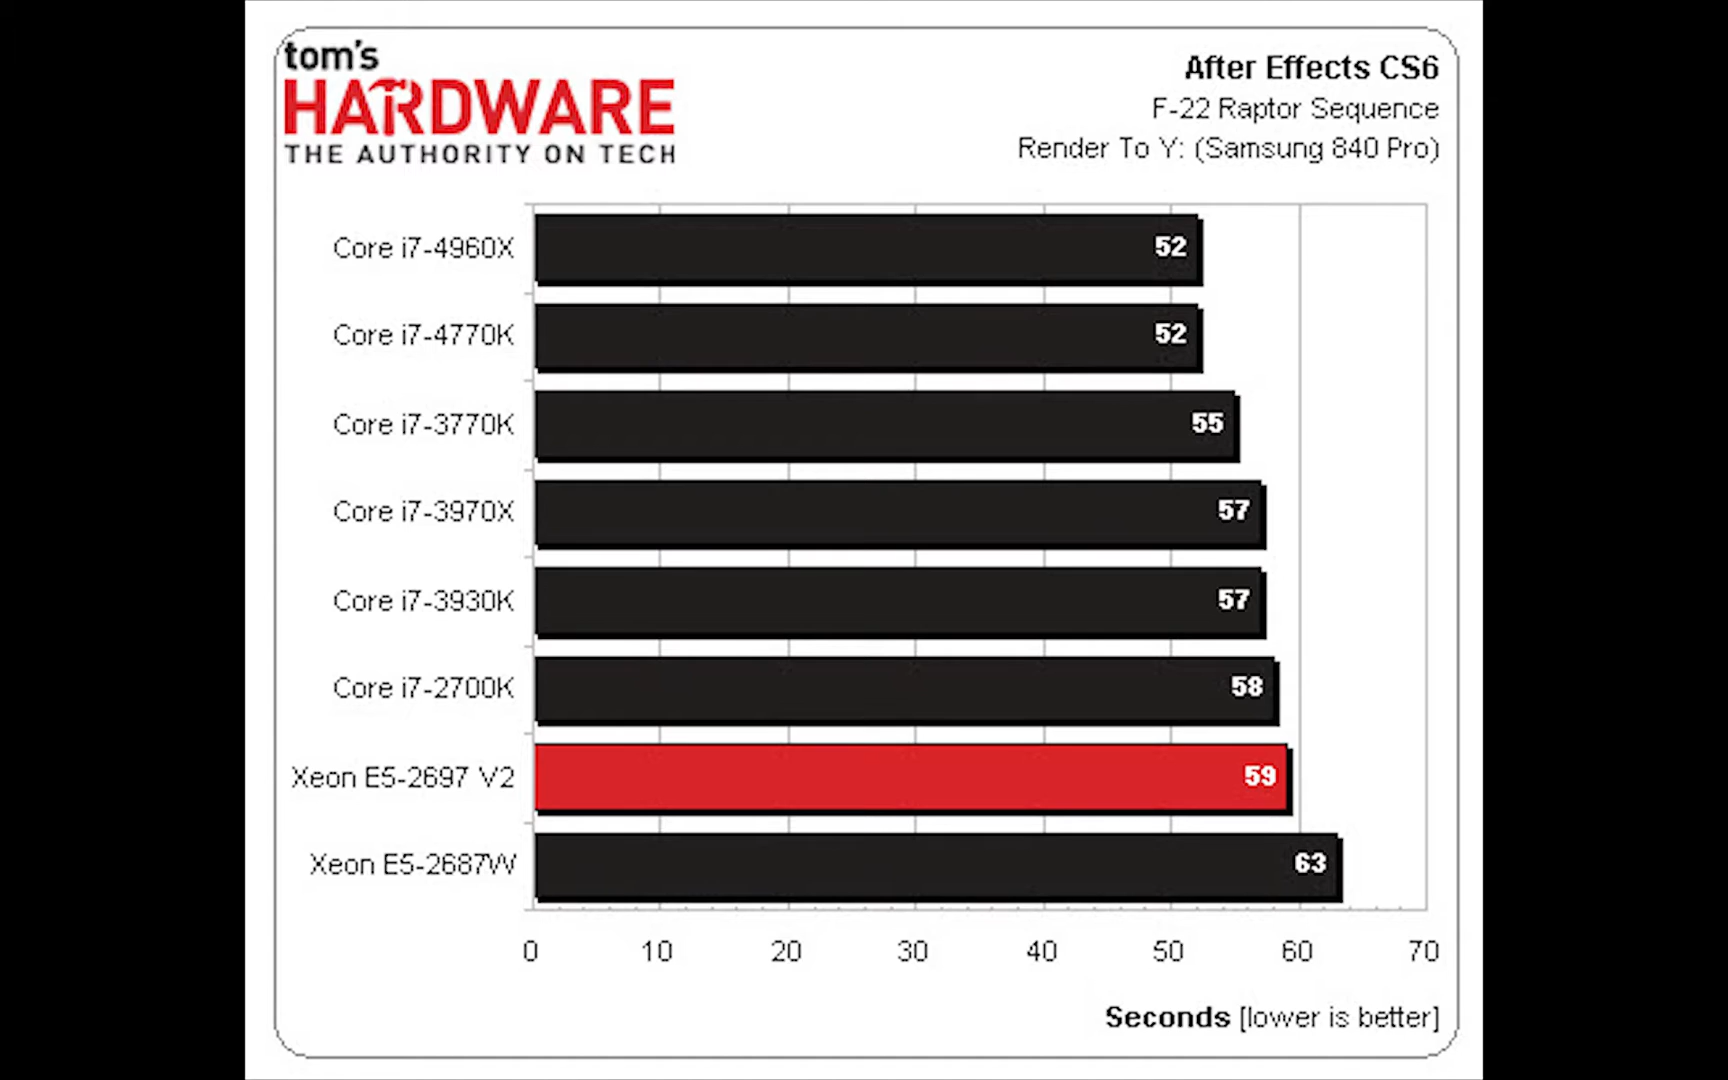 tom's
HARDWARE
THE AUTHORITY ON TECH
After Effects CS6
F-22 Raptor Sequence
Render To Y: (Samsung 840 Pro)
Core i7-4960X 52
Core i7-4770K 52
Core i7-3770K 55
Core i7-3970X 57
Core i7-3930K 57
Core i7-2700K 58
Xeon E5-2697 V2 59
Xeon E5-2687W 63
0 10 20 30 40 50 60 70
Seconds [lower is better]